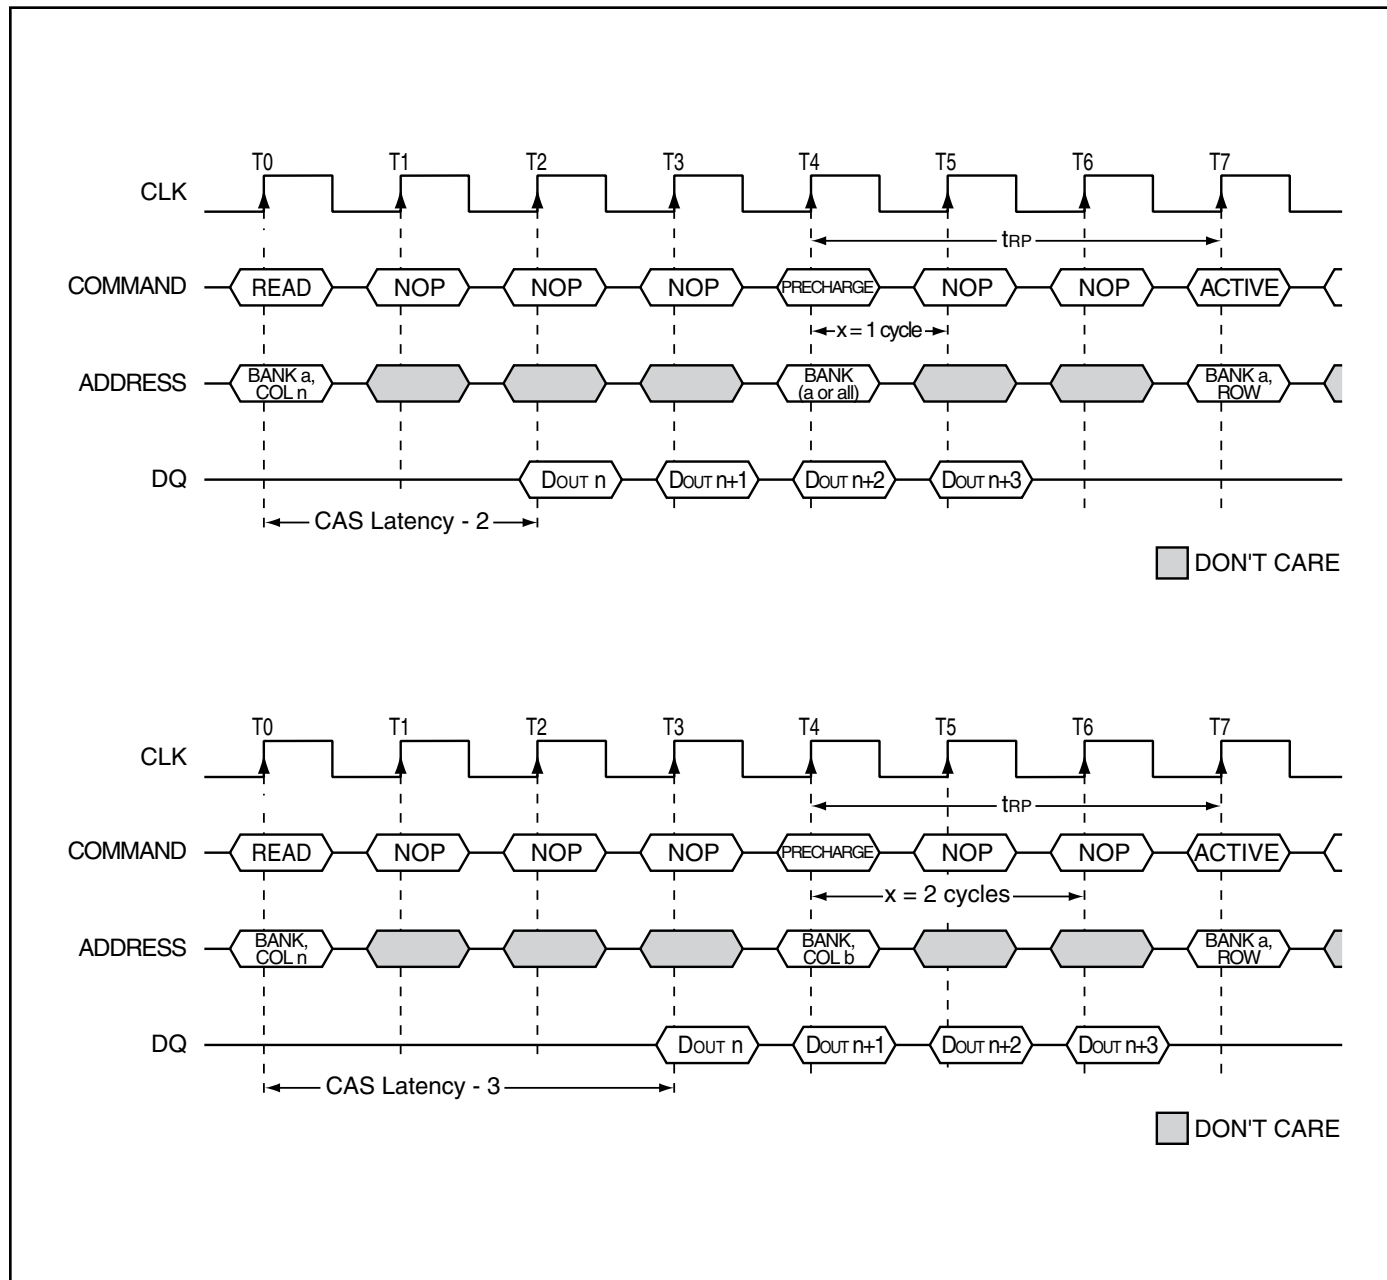 T0 T1 T2 T3 T4 T5 T6 T7
CLK
tRP
COMMAND READ NOP NOP NOP PRECHARGE NOP NOP ACTIVE
x = 1 cycle
ADDRESS BANK a, COL n BANK (a or all) BANK a, ROW
DQ DOUT n DOUT n+1 DOUT n+2 DOUT n+3
CAS Latency - 2
DON'T CARE
T0 T1 T2 T3 T4 T5 T6 T7
CLK
tRP
COMMAND READ NOP NOP NOP PRECHARGE NOP NOP ACTIVE
x = 2 cycles
ADDRESS BANK, COL n BANK, COL b BANK a, ROW
DQ DOUT n DOUT n+1 DOUT n+2 DOUT n+3
CAS Latency - 3
DON'T CARE